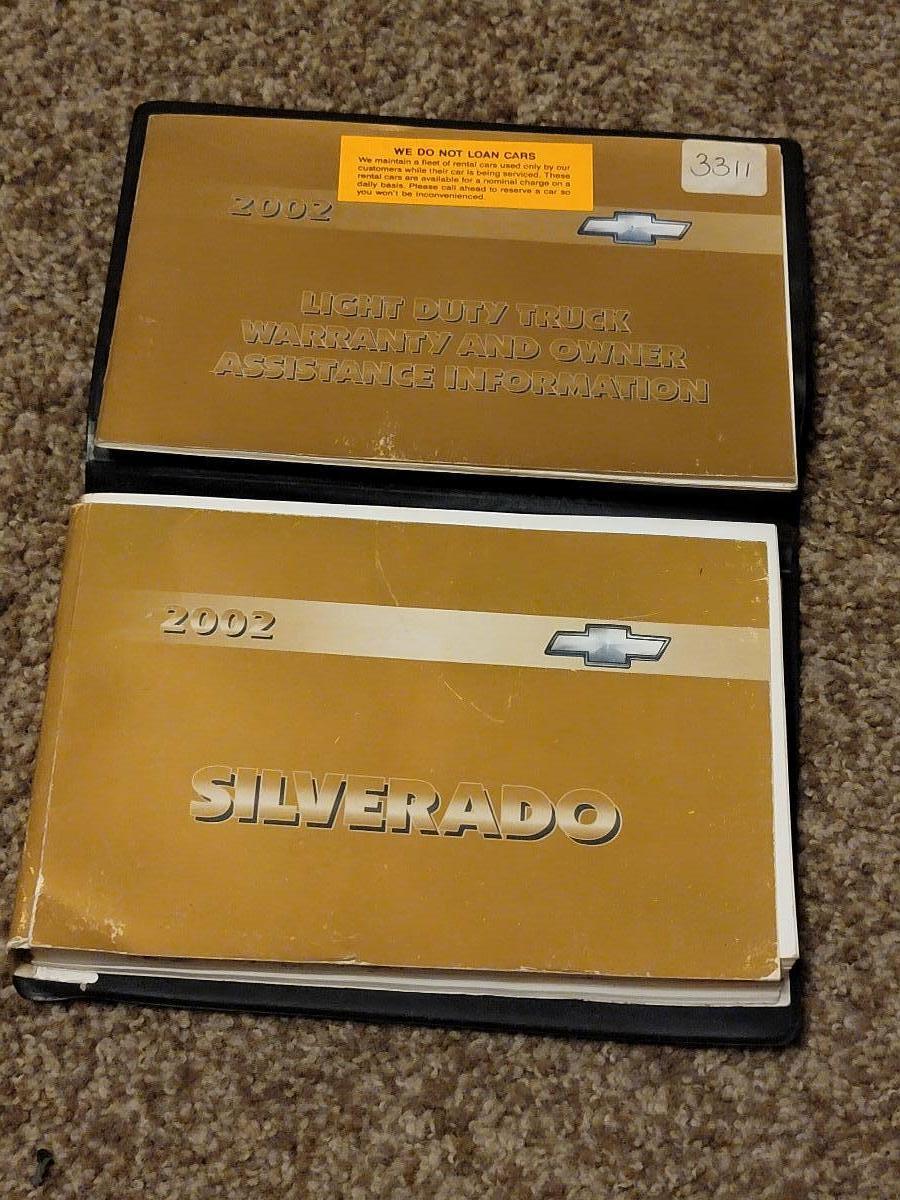 WE DO NOT LOAN CARS
We maintain a fleet of rental cars used only by our
customers while their car is being serviced. These
rental cars are available for a nominal charge on a
daily basis. Please call ahead to reserve a car so
you won't be inconvenienced.
3311
2002
LIGHT DUTY TRUCK
WARRANTY AND OWNER
ASSISTANCE INFORMATION
2002
SILVERADO